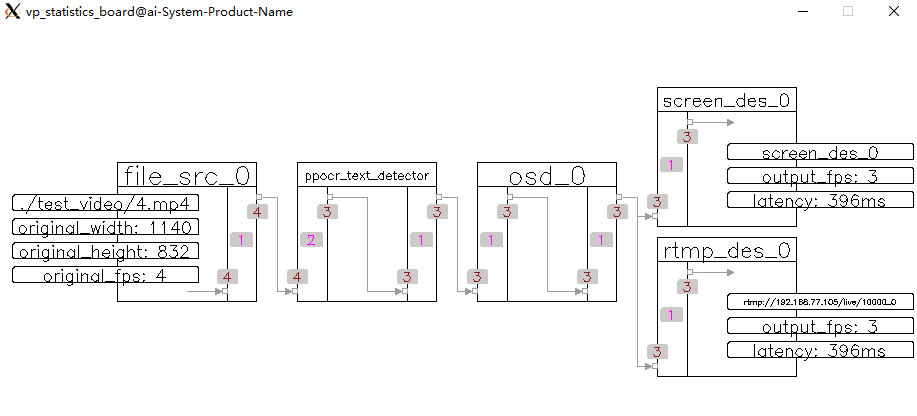 vp_statistics_board@ai-System-Product-Name
screen_des_0
3
1
3
screen_des_0
output_fps: 3
latency: 396ms
file_src_0
./test_video/4.mp4
original_width: 1140
original_height: 832
original_fps: 4
4
1
4
ppocr_text_detector
3
2
4
3
1
3
osd_0
3
1
3
3
1
3
rtmp_des_0
3
1
3
rtmp://192.168.77.105/live/10000_0
output_fps: 3
latency: 396ms